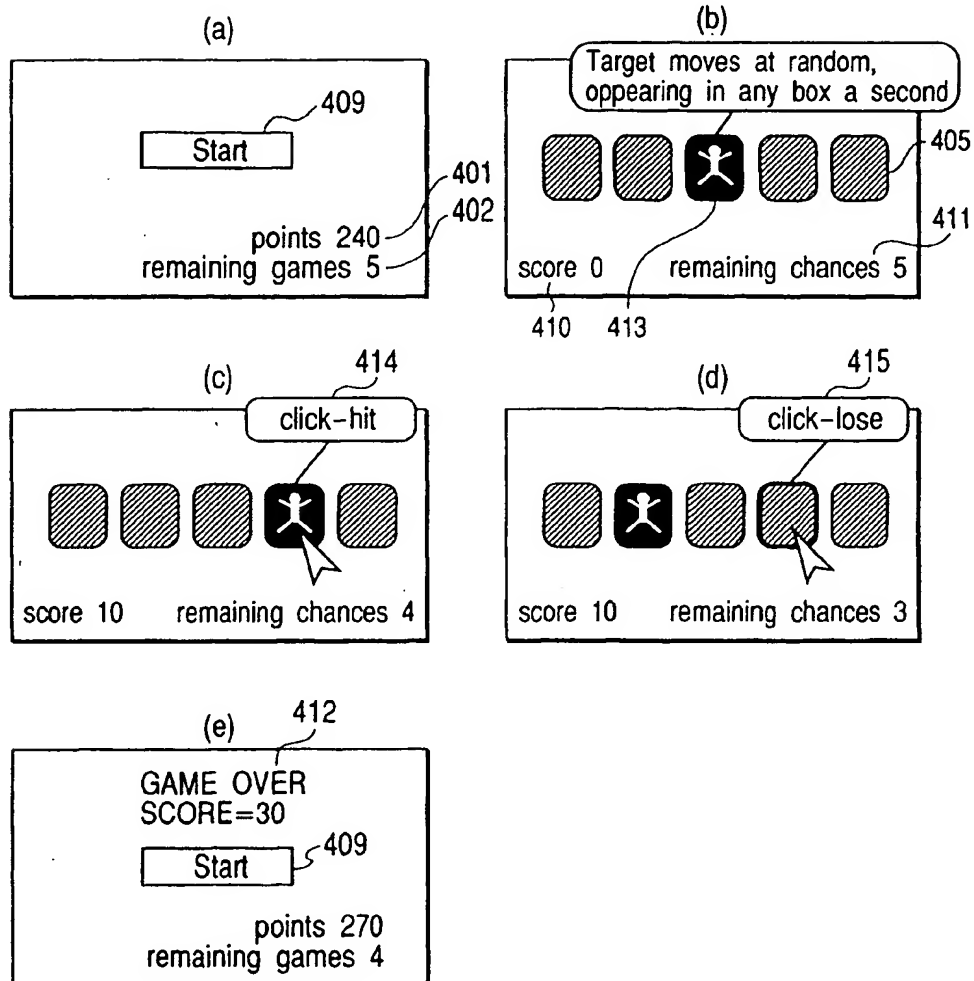 (a)
409
Start
401
402
points 240
remaining games 5
(b)
Target moves at random,
oppearing in any box a second
405
411
score 0 remaining chances 5
410 413
(c)
414
click-hit
score 10 remaining chances 4
(d)
415
click-lose
score 10 remaining chances 3
(e)
412
GAME OVER
SCORE=30
Start
409
points 270
remaining games 4